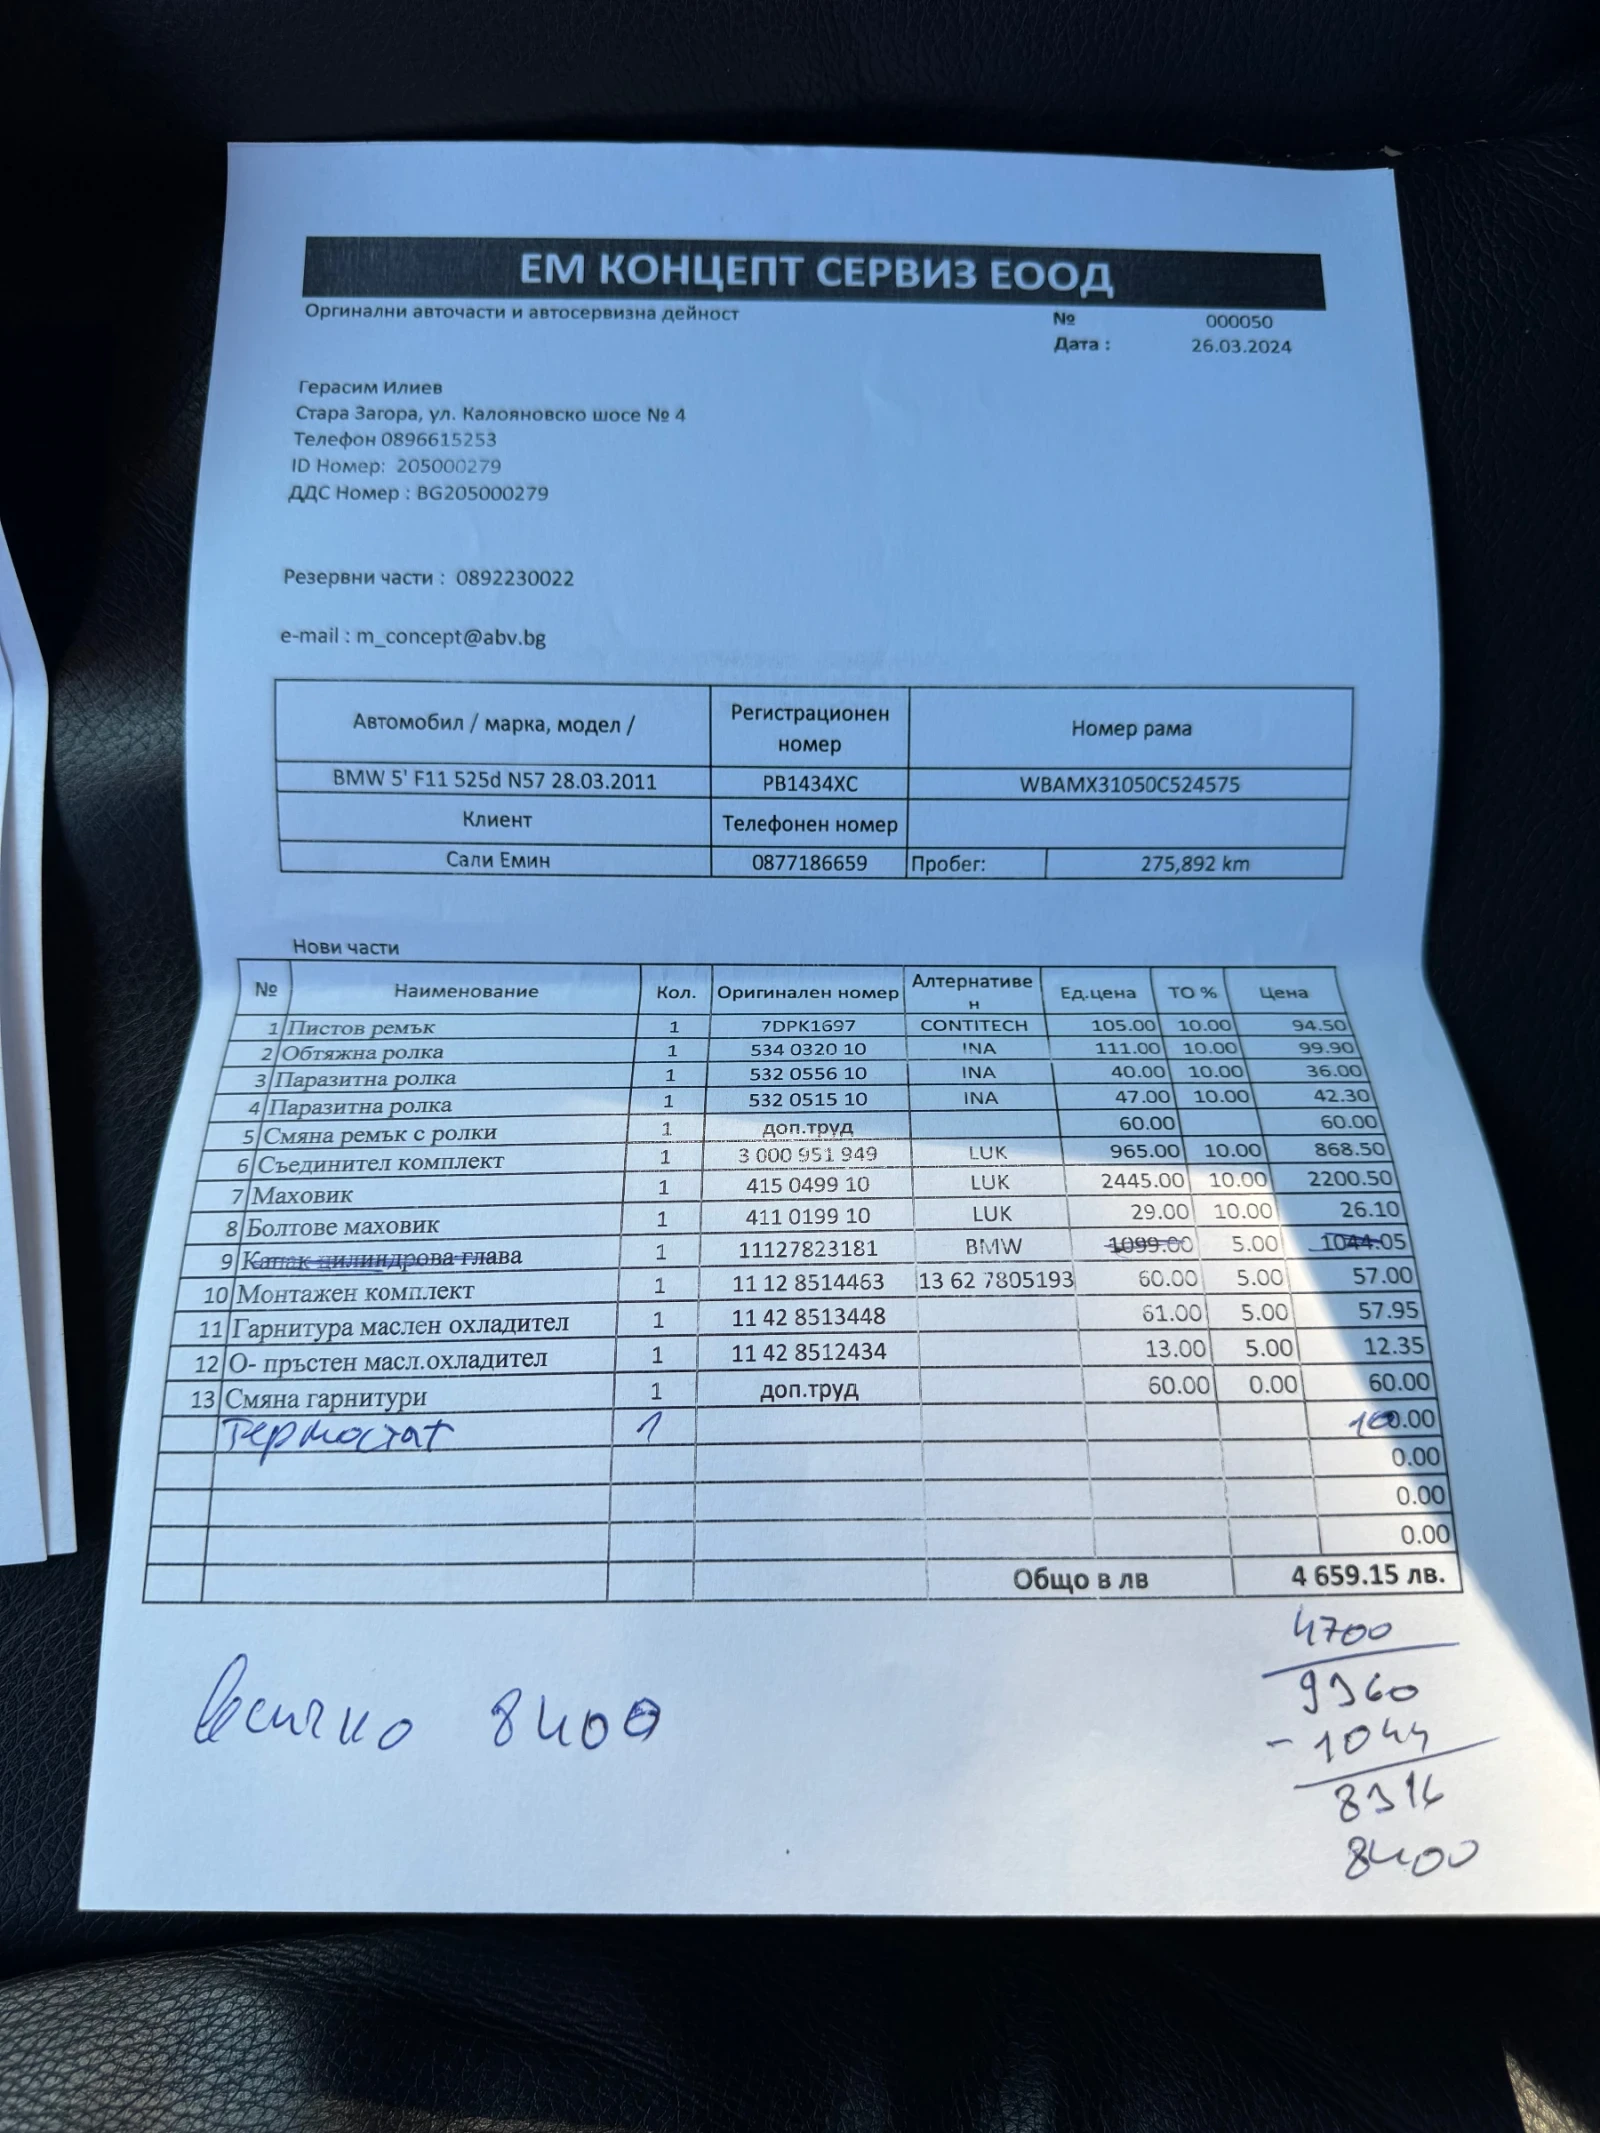 ЕМ КОНЦЕПТ СЕРВИЗ ЕООД
Оргинални авточасти и автосервизна дейност
№ 000050
Дата : 26.03.2024
Герасим Илиев
Стара Загора, ул. Калояновско шосе № 4
Телефон 0896615253
ID Номер: 205000279
ДДС Номер : BG205000279
Резервни части : 0892230022
e-mail : m_concept@abv.bg
Автомобил / марка, модел / Регистрационен номер Номер рама
BMW 5' F11 525d N57 28.03.2011 PB1434XC WBAMX31050C524575
Клиент Телефонен номер
Сали Емин 0877186659 Пробег: 275,892 km
Нови части
№ Наименование Кол. Оригинален номер Алтернативен Ед.цена ТО % Цена
1 Пистов ремък 1 7DPK1697 CONTITECH 105.00 10.00 94.50
2 Обтяжна ролка 1 534 0320 10 INA 111.00 10.00 99.90
3 Паразитна ролка 1 532 0556 10 INA 40.00 10.00 36.00
4 Паразитна ролка 1 532 0515 10 INA 47.00 10.00 42.30
5 Смяна ремък с ролки 1 доп.труд 60.00 60.00
6 Съединител комплект 1 3 000 951 949 LUK 965.00 10.00 868.50
7 Маховик 1 415 0499 10 LUK 2445.00 10.00 2200.50
8 Болтове маховик 1 411 0199 10 LUK 29.00 10.00 26.10
9 Капак цилиндрова глава 1 11127823181 BMW 1099.00 5.00 1044.05
10 Монтажен комплект 1 11 12 8514463 13 62 7805193 60.00 5.00 57.00
11 Гарнитура маслен охладител 1 11 42 8513448 61.00 5.00 57.95
12 О- пръстен масл.охладител 1 11 42 8512434 13.00 5.00 12.35
13 Смяна гарнитури 1 доп.труд 60.00 0.00 60.00
Термостат 1 .00
0.00
0.00
0.00
Общо в лв 4 659.15 лв.
4700
9360
- 1044
8316
всичко 8400
8400